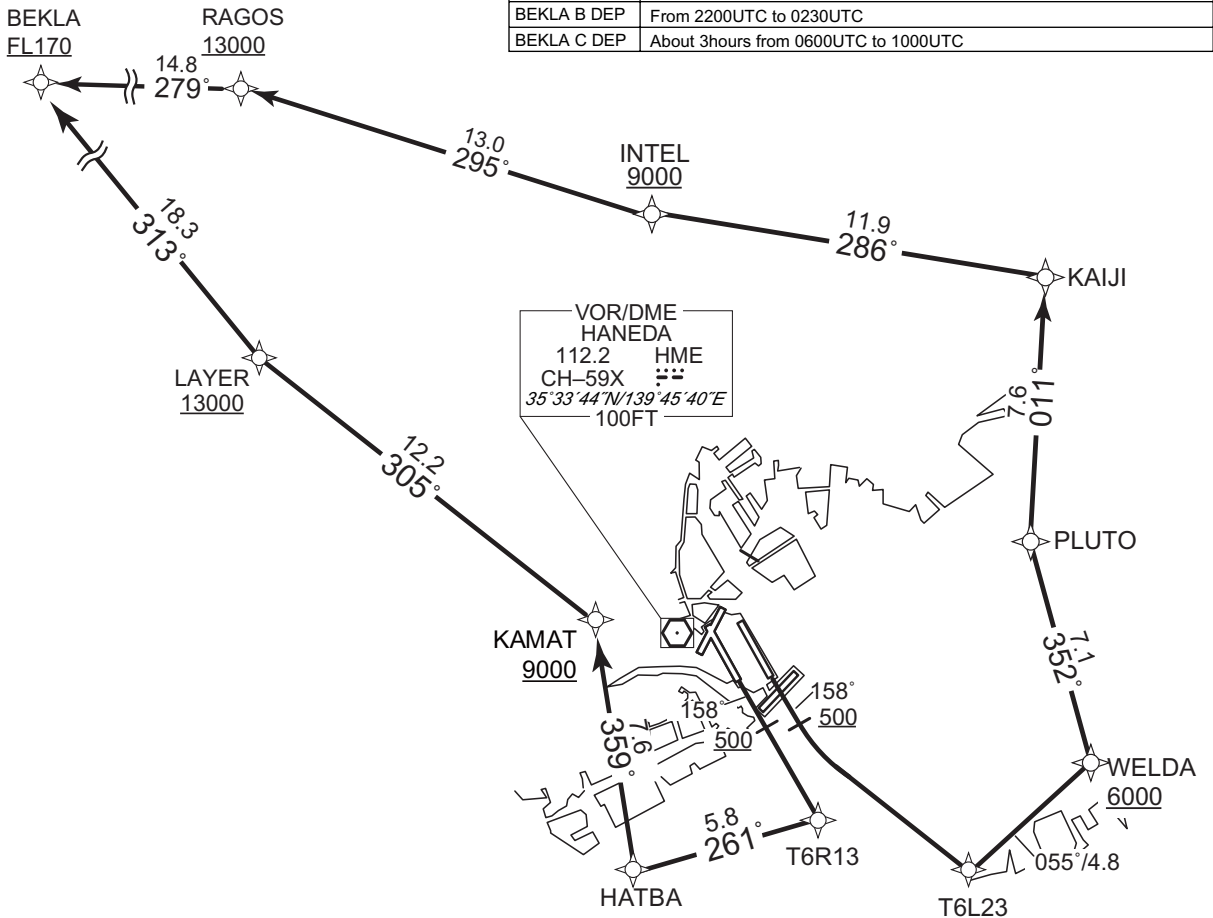 BEKLA B DEP From 2200UTC to 0230UTC
BEKLA C DEP About 3hours from 0600UTC to 1000UTC
BEKLA
FL170
RAGOS
13000
14.8
279°
13.0
295°
INTEL
9000
11.9
286°
KAIJI
18.3
313°
LAYER
13000
VOR/DME
HANEDA
112.2 HME
CH–59X
35°33´44˝N/139°45´40˝E
100FT
7.6
011°
12.2
305°
PLUTO
KAMAT
9000
7.1
352°
158°
500
158°
500
7.6
359°
WELDA
6000
5.8
261°
T6R13
055°/4.8
HATBA
T6L23